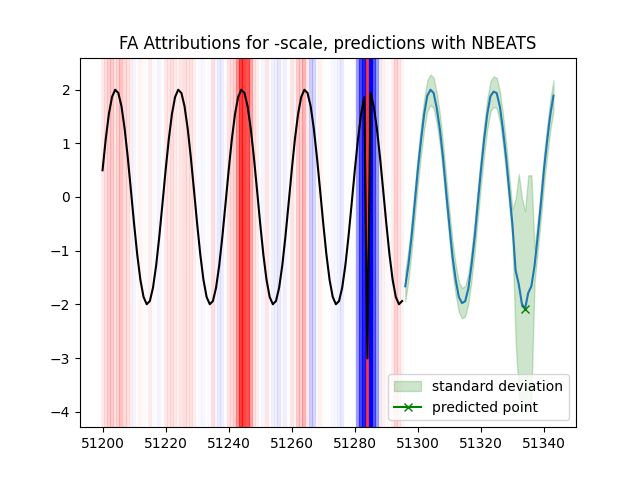 FA Attributions for -scale, predictions with NBEATS
2
1
0
−1
−2
−3
−4
standard deviation
predicted point
51200 51220 51240 51260 51280 51300 51320 51340